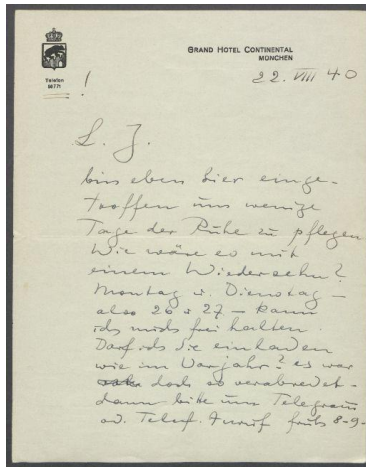 GRAND HOTEL CONTINENTAL
MÜNCHEN
Telefon
22. VIII 40
!
L. J.
bin eben hier einge-
troffen um wenige
Tage der Ruhe zu pflegen
Wie wäre es mit
einem Wiedersehn?
Montag u. Dienstag –
also 26 u 27 – kann
ich mich frei halten.
Darf ich Sie einladen
wie im Vorjahr? es war
doch so verabredet –
dann bitte um Telegram
od. Telef. Anruf früh 8-9-